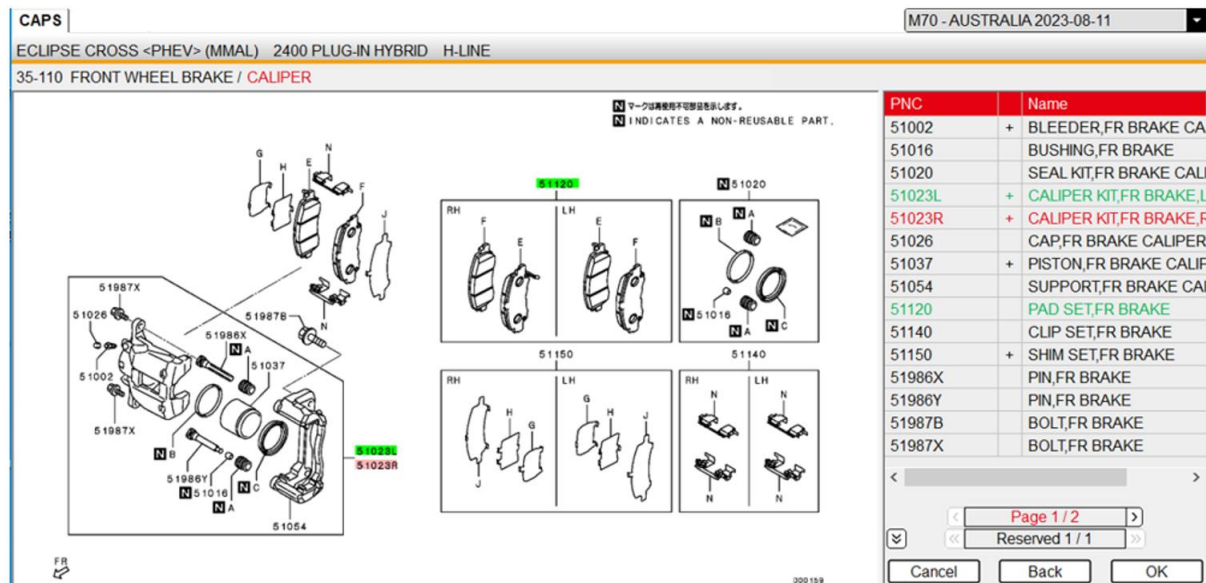 CAPS
M70 - AUSTRALIA 2023-08-11
ECLIPSE CROSS <PHEV> (MMAL) 2400 PLUG-IN HYBRID H-LINE
35-110 FRONT WHEEL BRAKE / CALIPER
N マークは再使用不可部品を示します。
N INDICATES A NON-REUSABLE PART.
G
H
E
N
F
J
N
51987X
51026
51002
51987X
51986X
N A
51037
51987B
N B
51986Y
N 51016
N A
N C
51054
51023L
51023R
FR
51120
RH
LH
F
E
E
F
N 51020
N A
N B
N 51016
N A
N C
51150
RH
LH
J
H
G
G
H
J
51140
RH
LH
N
N
N
N
000159
PNC Name
51002 + BLEEDER,FR BRAKE CA
51016 BUSHING,FR BRAKE
51020 SEAL KIT,FR BRAKE CALI
51023L + CALIPER KIT,FR BRAKE,L
51023R + CALIPER KIT,FR BRAKE,R
51026 CAP,FR BRAKE CALIPER
51037 + PISTON,FR BRAKE CALIP
51054 SUPPORT,FR BRAKE CAL
51120 PAD SET,FR BRAKE
51140 CLIP SET,FR BRAKE
51150 + SHIM SET,FR BRAKE
51986X PIN,FR BRAKE
51986Y PIN,FR BRAKE
51987B BOLT,FR BRAKE
51987X BOLT,FR BRAKE
Page 1 / 2
Reserved 1 / 1
Cancel Back OK